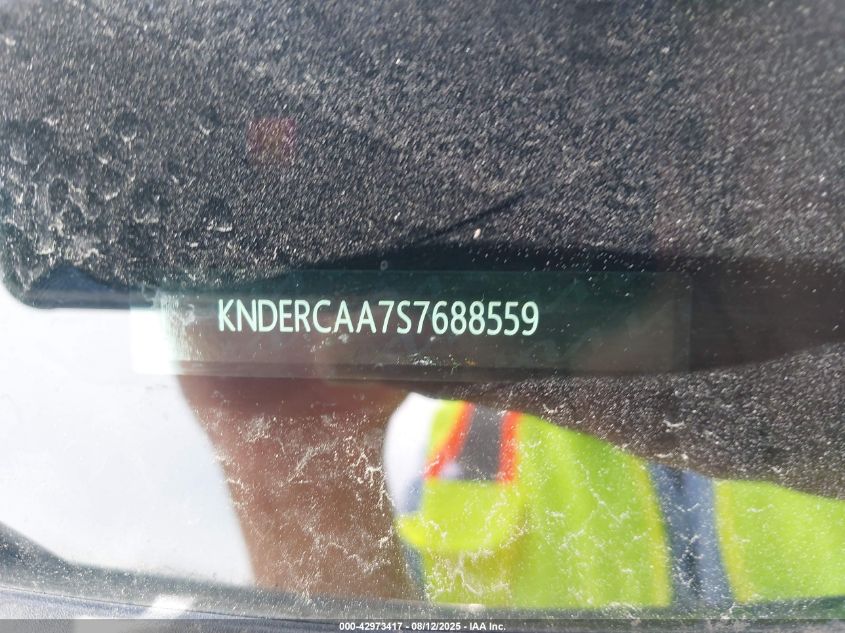 KNDERCAA7S7688559
000-42973417 - 08/12/2025 - IAA Inc.